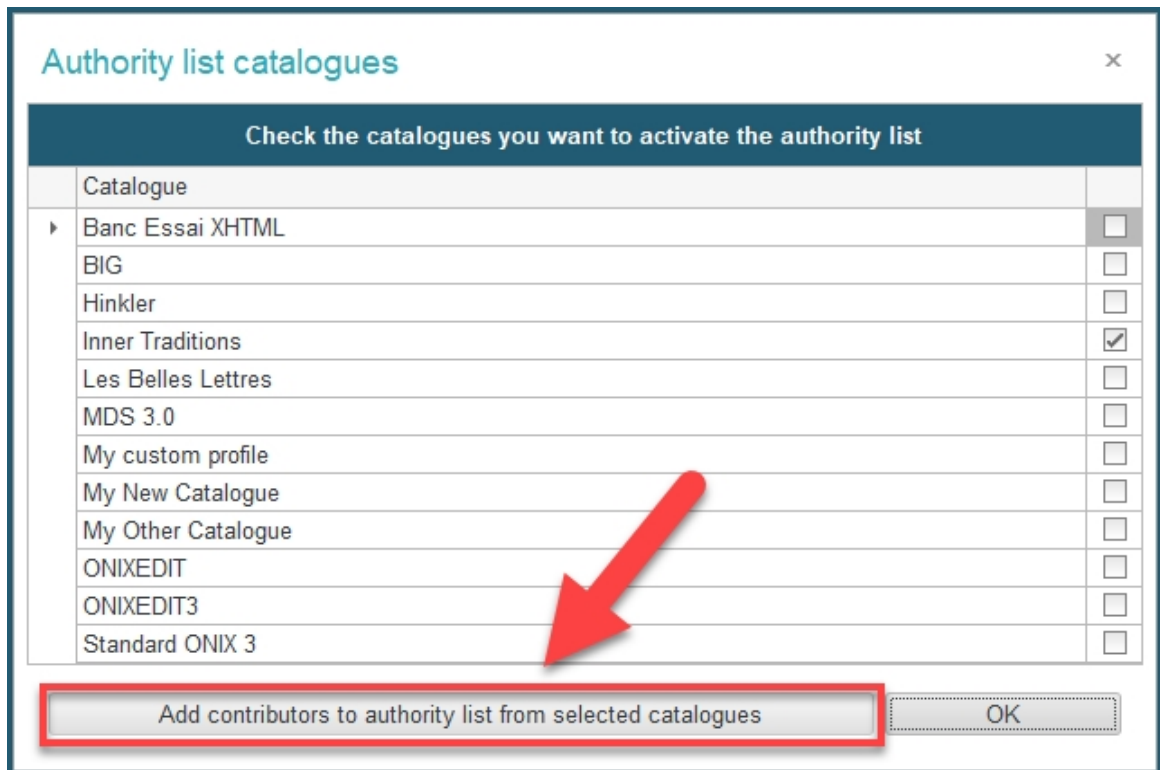 Authority list catalogues
Check the catalogues you want to activate the authority list
Catalogue
Banc Essai XHTML
BIG
Hinkler
Inner Traditions
Les Belles Lettres
MDS 3.0
My custom profile
My New Catalogue
My Other Catalogue
ONIXEDIT
ONIXEDIT3
Standard ONIX 3
Add contributors to authority list from selected catalogues OK